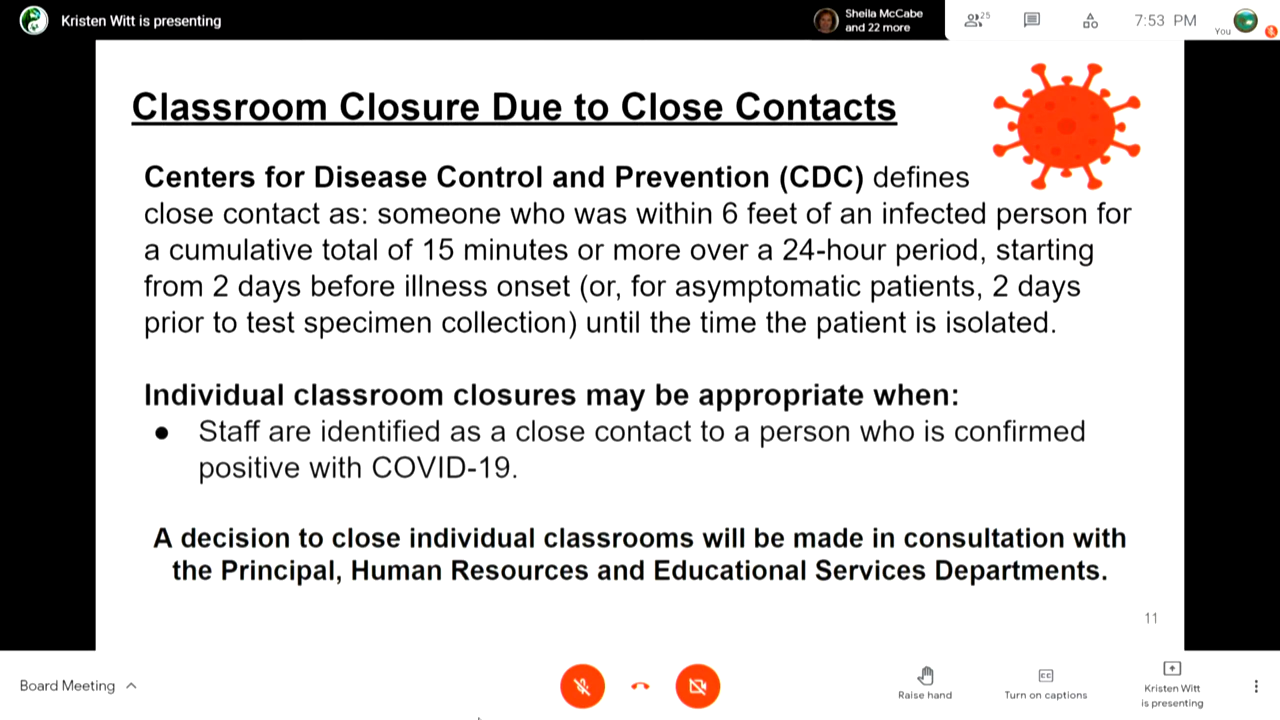 Kristen Witt is presenting
Sheila McCabe
and 22 more
25
7:53 PM
You
Classroom Closure Due to Close Contacts
Centers for Disease Control and Prevention (CDC) defines
close contact as: someone who was within 6 feet of an infected person for
a cumulative total of 15 minutes or more over a 24-hour period, starting
from 2 days before illness onset (or, for asymptomatic patients, 2 days
prior to test specimen collection) until the time the patient is isolated.
Individual classroom closures may be appropriate when:
● Staff are identified as a close contact to a person who is confirmed
positive with COVID-19.
A decision to close individual classrooms will be made in consultation with
the Principal, Human Resources and Educational Services Departments.
11
Board Meeting
Raise hand
CC
Turn on captions
Kristen Witt
is presenting